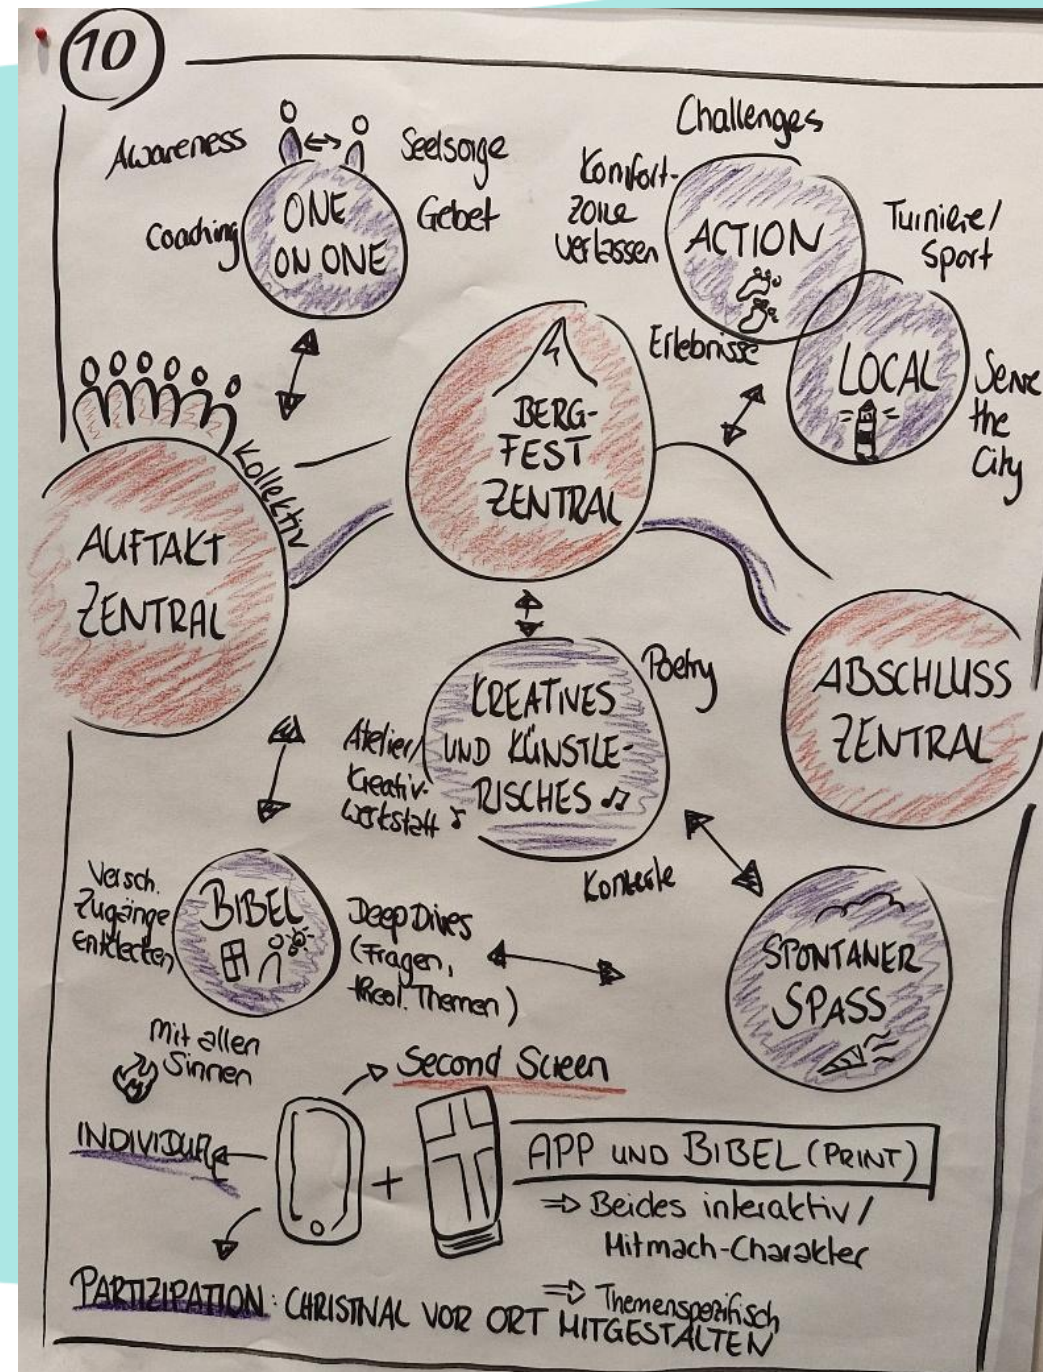 10
Awareness
Seelsorge
Coaching
Gebet
ONE
ON ONE
Challenges
Komfort-
zone
verlassen
ACTION
Turniere/
Sport
Erlebnisse
LOCAL
Serve
the
City
Kollektiv
AUFTAKT
ZENTRAL
BERG-
FEST
ZENTRAL
ABSCHLUSS
ZENTRAL
KREATIVES
UND KÜNSTLE-
RISCHES
Poetry
Atelier/
Kreativ-
werkstatt
Konzerte
Versch.
Zugänge
Entdecken
BIBEL
Deep Dives
(Fragen,
theol. Themen)
Mit allen
Sinnen
SPONTANER
SPASS
Second Screen
INDIVIDUAL
+
APP UND BIBEL (PRINT)
⇒ Beides interaktiv /
Mitmach-Charakter
⇒ Themenspezifisch
PARTIZIPATION: CHRISTIVAL VOR ORT MITGESTALTEN